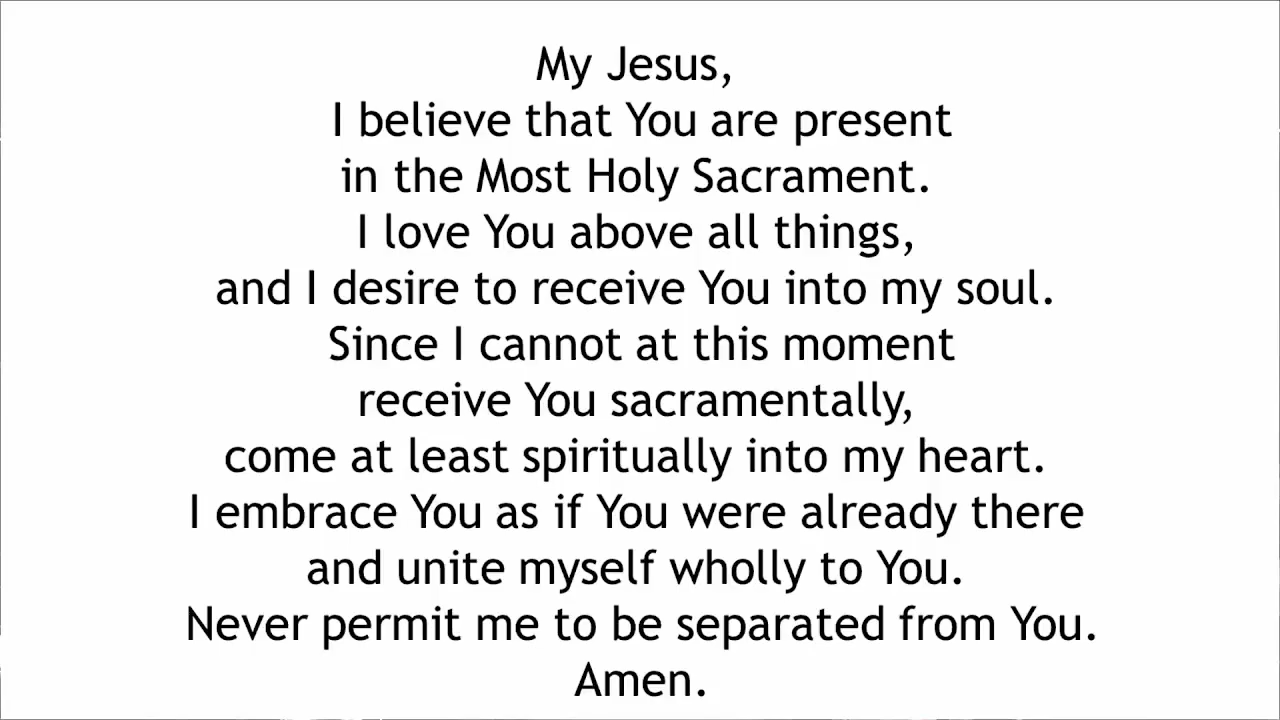 My Jesus,
I believe that You are present
in the Most Holy Sacrament.
I love You above all things,
and I desire to receive You into my soul.
Since I cannot at this moment
receive You sacramentally,
come at least spiritually into my heart.
I embrace You as if You were already there
and unite myself wholly to You.
Never permit me to be separated from You.
Amen.